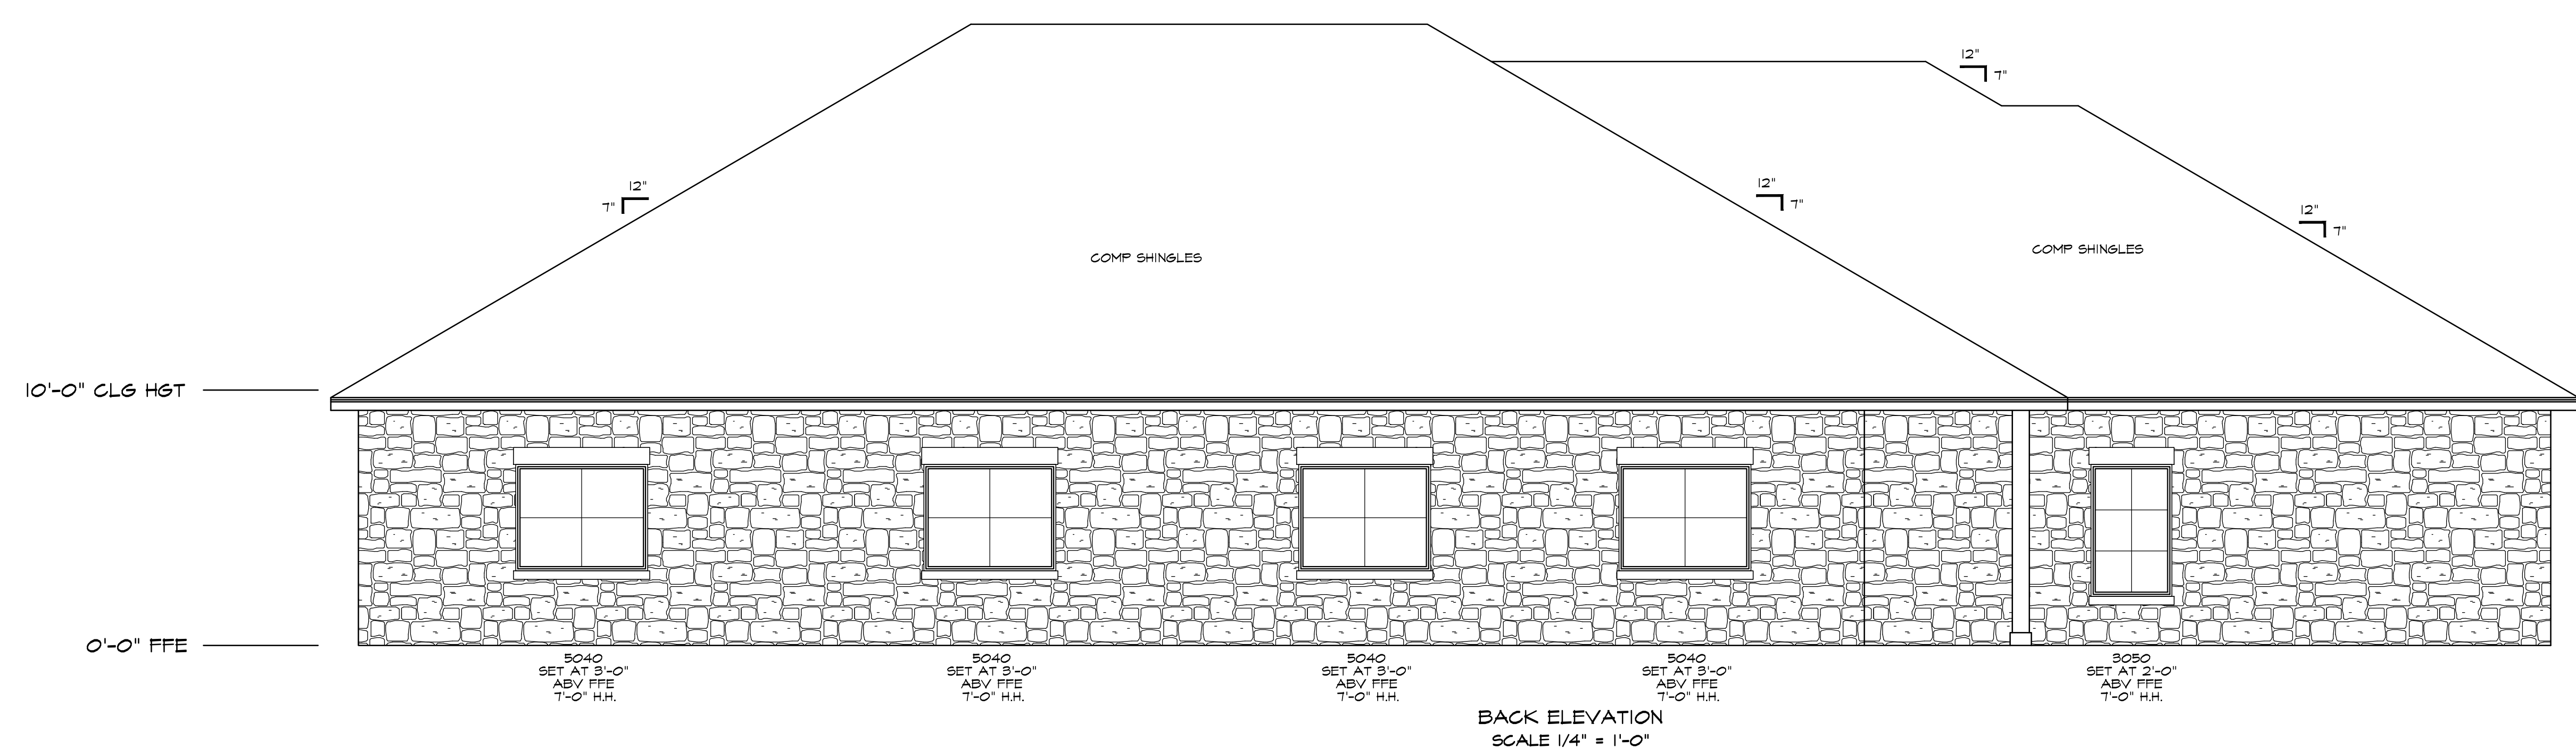 12"
7"
12"
7"
12"
7"
12"
7"
COMP SHINGLES
COMP SHINGLES
10'-0" CLG HGT
0'-0" FFE
5040
SET AT 3'-0"
ABV FFE
7'-0" H.H.
5040
SET AT 3'-0"
ABV FFE
7'-0" H.H.
5040
SET AT 3'-0"
ABV FFE
7'-0" H.H.
5040
SET AT 3'-0"
ABV FFE
7'-0" H.H.
3050
SET AT 2'-0"
ABV FFE
7'-0" H.H.
BACK ELEVATION
SCALE 1/4" = 1'-0"